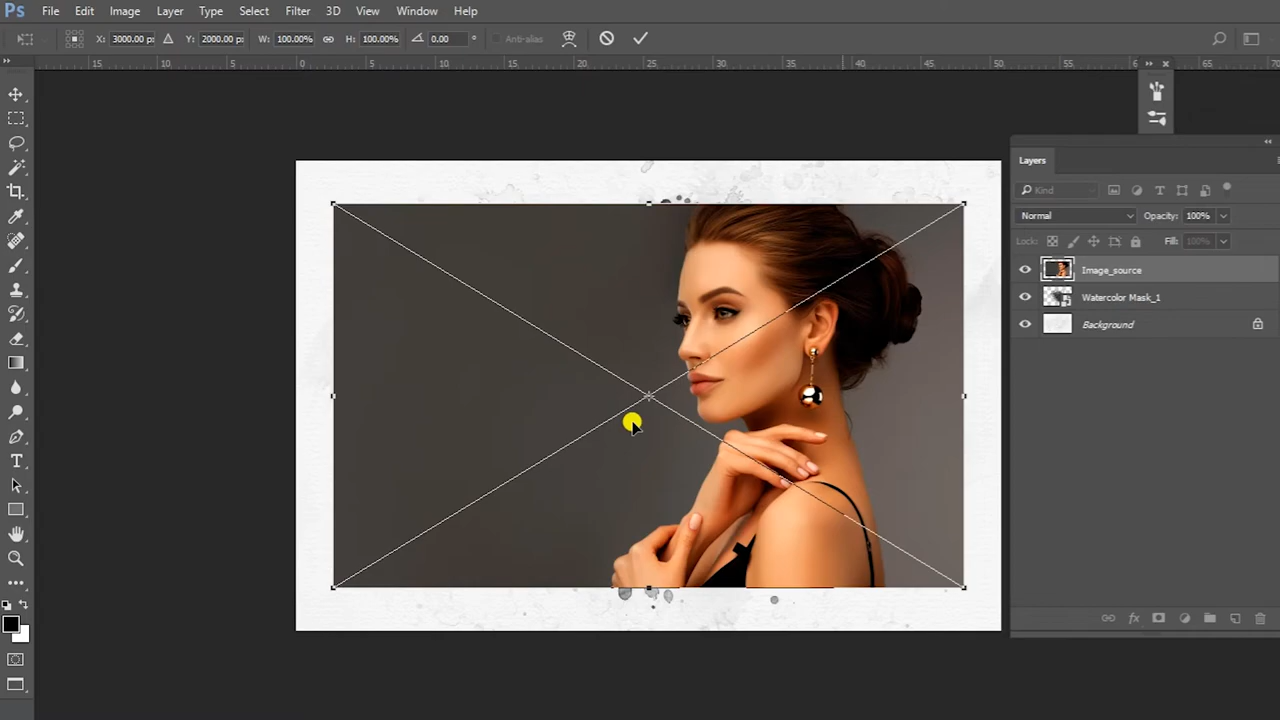 Ps File Edit Image Layer Type Select Filter 3D View Window Help
X: 3000.00 px Y: 2000.00 px W: 100.00% H: 100.00% 0.00 ° Anti-alias
15 10 5 0 5 10 15 20 25 30 35 40 45 50 55 60 65 70
Layers
Kind
Normal Opacity: 100%
Lock: Fill: 100%
Image_source
Watercolor Mask_1
Background